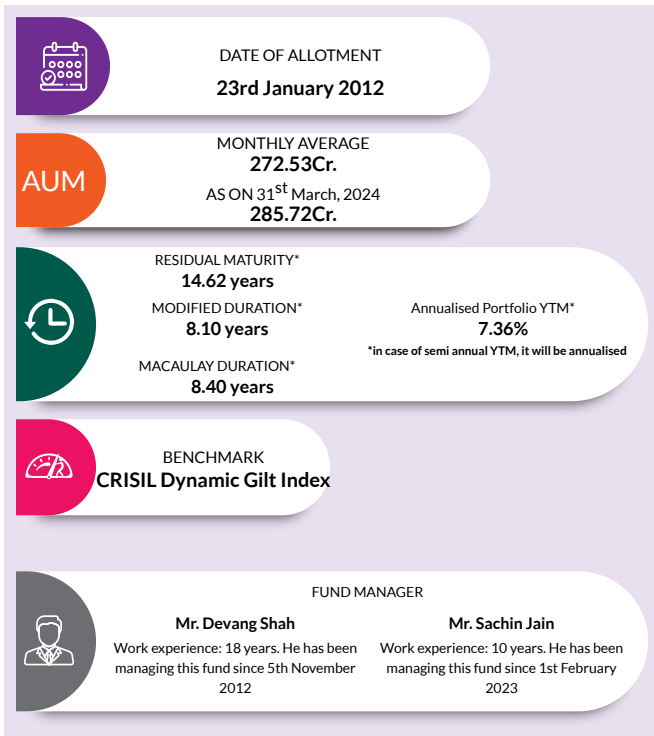 DATE OF ALLOTMENT
23rd January 2012
AUM
MONTHLY AVERAGE
272.53Cr.
AS ON 31st March, 2024
285.72Cr.
RESIDUAL MATURITY*
14.62 years
MODIFIED DURATION*
8.10 years
MACAULAY DURATION*
8.40 years
Annualised Portfolio YTM*
7.36%
*in case of semi annual YTM, it will be annualised
BENCHMARK
CRISIL Dynamic Gilt Index
FUND MANAGER
Mr. Devang Shah
Work experience: 18 years. He has been
managing this fund since 5th November
2012
Mr. Sachin Jain
Work experience: 10 years. He has been
managing this fund since 1st February
2023